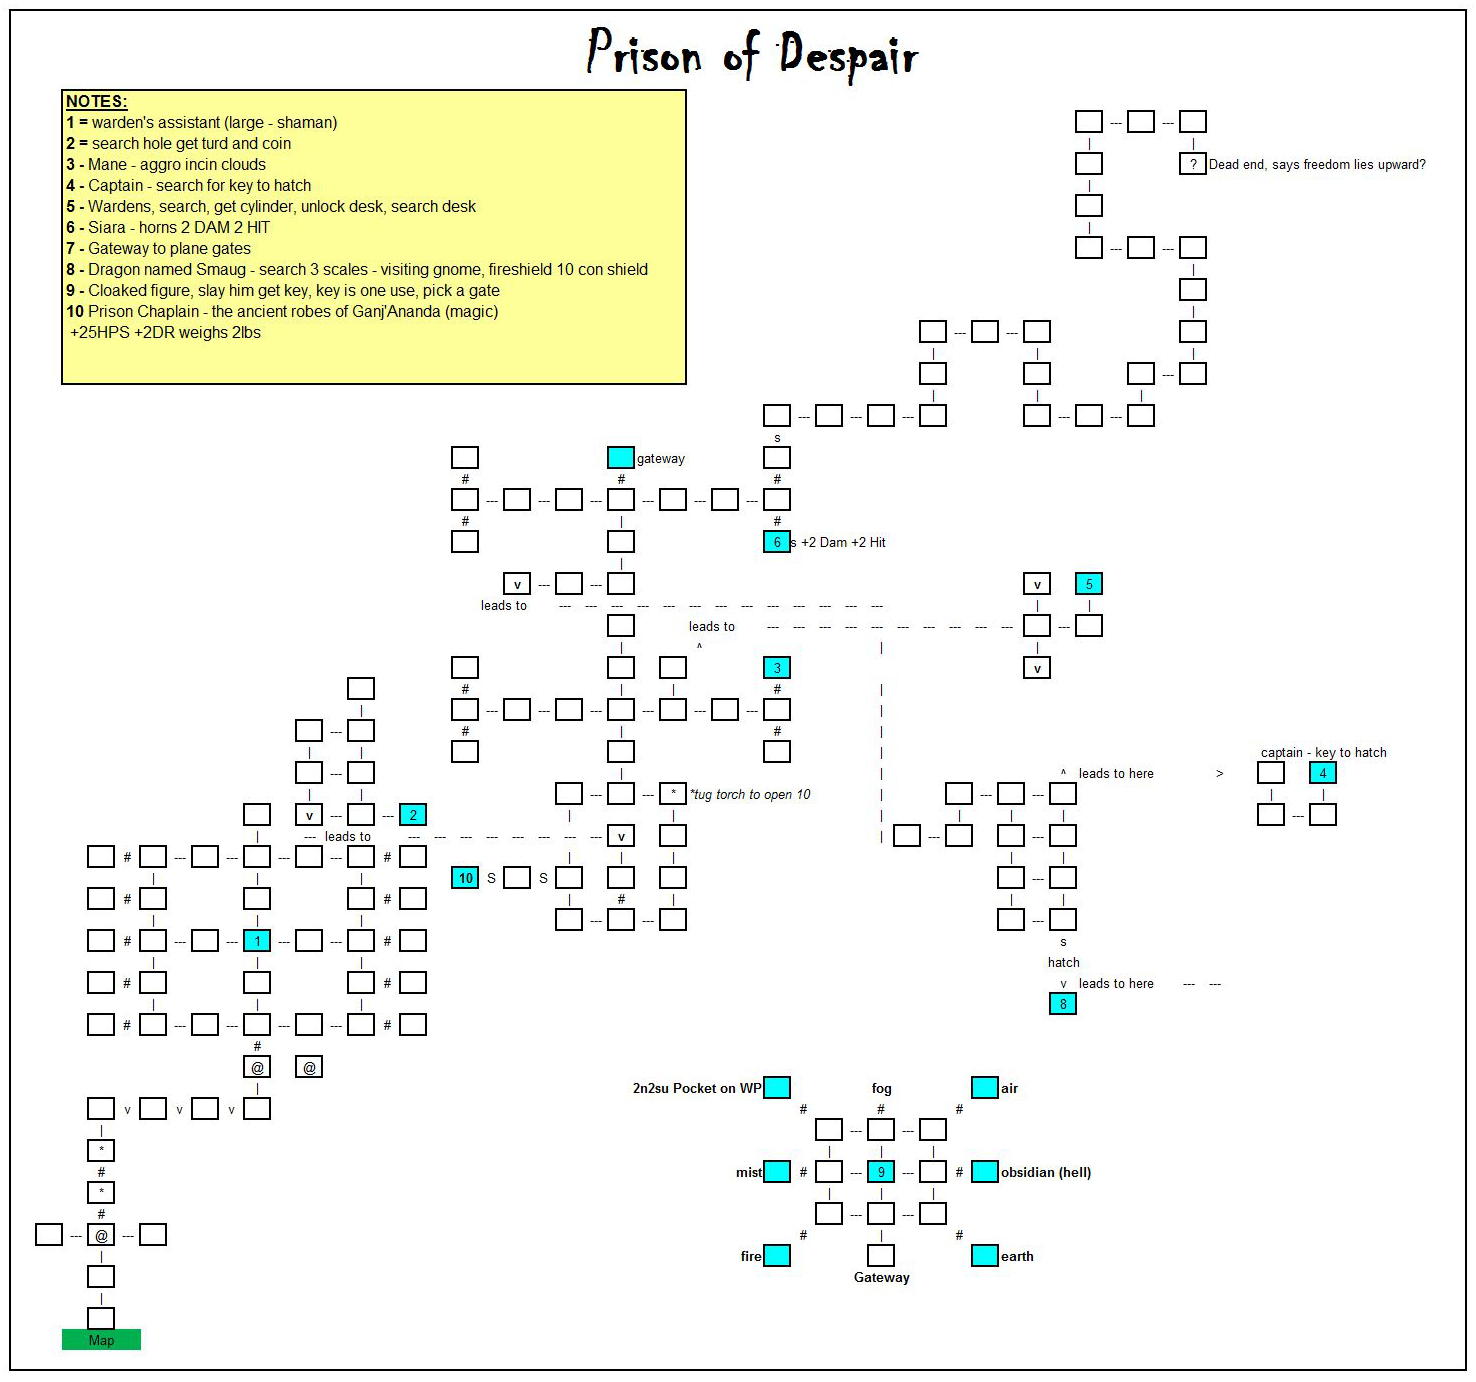 Prison of Despair
NOTES:
1 = warden's assistant (large - shaman)
2 = search hole get turd and coin
3 - Mane - aggro incin clouds
4 - Captain - search for key to hatch
5 - Wardens, search, get cylinder, unlock desk, search desk
6 - Siara - horns 2 DAM 2 HIT
7 - Gateway to plane gates
8 - Dragon named Smaug - search 3 scales - visiting gnome, fireshield 10 con shield
9 - Cloaked figure, slay him get key, key is one use, pick a gate
10 Prison Chaplain - the ancient robes of Ganj'Ananda (magic)
+25HPS +2DR weighs 2lbs
? Dead end, says freedom lies upward?
s
gateway
# # #
# #
6 s +2 Dam +2 Hit
v v 5
leads to
leads to
^
v
3
# #
# #
captain - key to hatch
^ leads to here > 4
* *tug torch to open 10
v 2
leads to v
# #
10 S S
# # #
# 1 # s
hatch
# # v leads to here
8
# #
#
@ @
2n2su Pocket on WP fog air
v v v # # #
*
# mist # 9 # obsidian (hell)
*
#
@ # #
fire earth
Gateway
Map